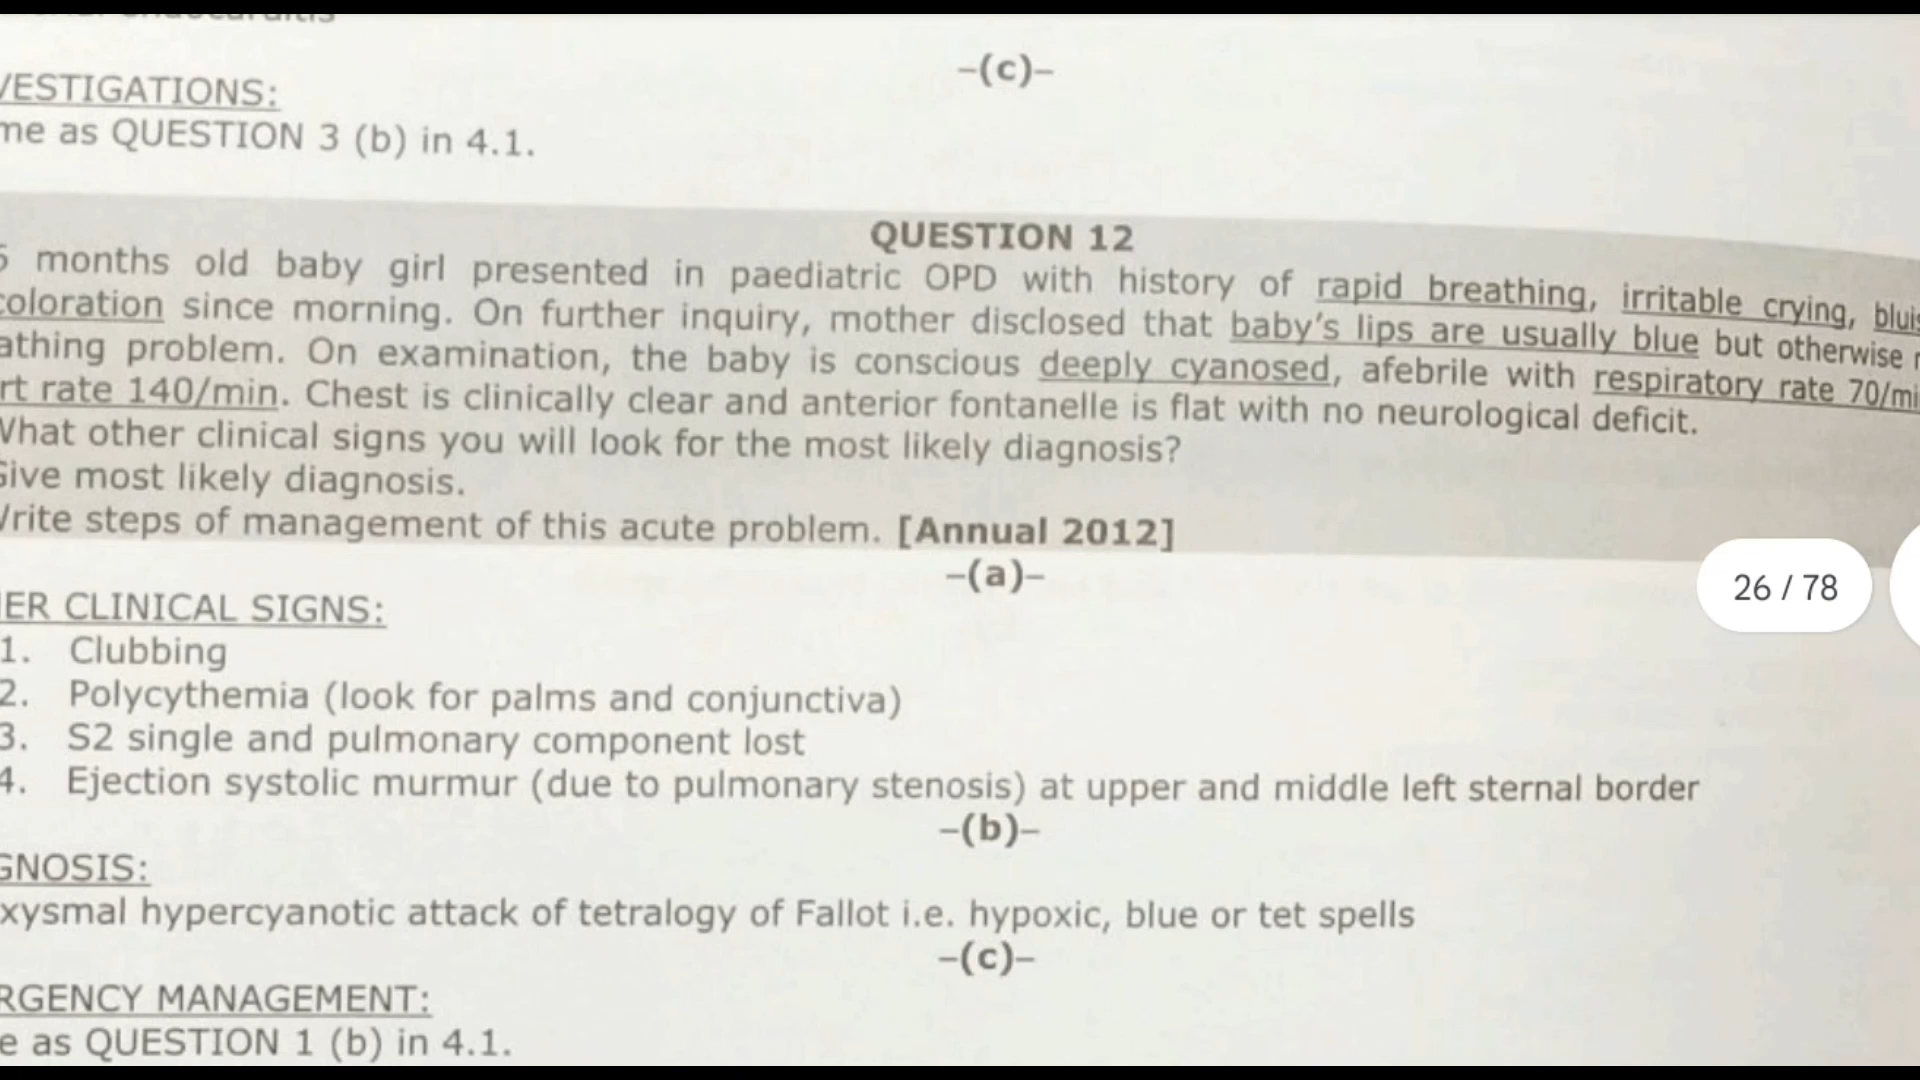 -(c)-
VESTIGATIONS:
me as QUESTION 3 (b) in 4.1.
QUESTION 12
months old baby girl presented in paediatric OPD with history of rapid breathing, irritable crying, bluis
coloration since morning. On further inquiry, mother disclosed that baby's lips are usually blue but otherwise
athing problem. On examination, the baby is conscious deeply cyanosed, afebrile with respiratory rate 70/mi
rt rate 140/min. Chest is clinically clear and anterior fontanelle is flat with no neurological deficit.
What other clinical signs you will look for the most likely diagnosis?
Give most likely diagnosis.
Write steps of management of this acute problem. [Annual 2012]
-(a)-
26 / 78
ER CLINICAL SIGNS:
1. Clubbing
2. Polycythemia (look for palms and conjunctiva)
3. S2 single and pulmonary component lost
4. Ejection systolic murmur (due to pulmonary stenosis) at upper and middle left sternal border
-(b)-
GNOSIS:
xysmal hypercyanotic attack of tetralogy of Fallot i.e. hypoxic, blue or tet spells
-(c)-
RGENCY MANAGEMENT:
e as QUESTION 1 (b) in 4.1.